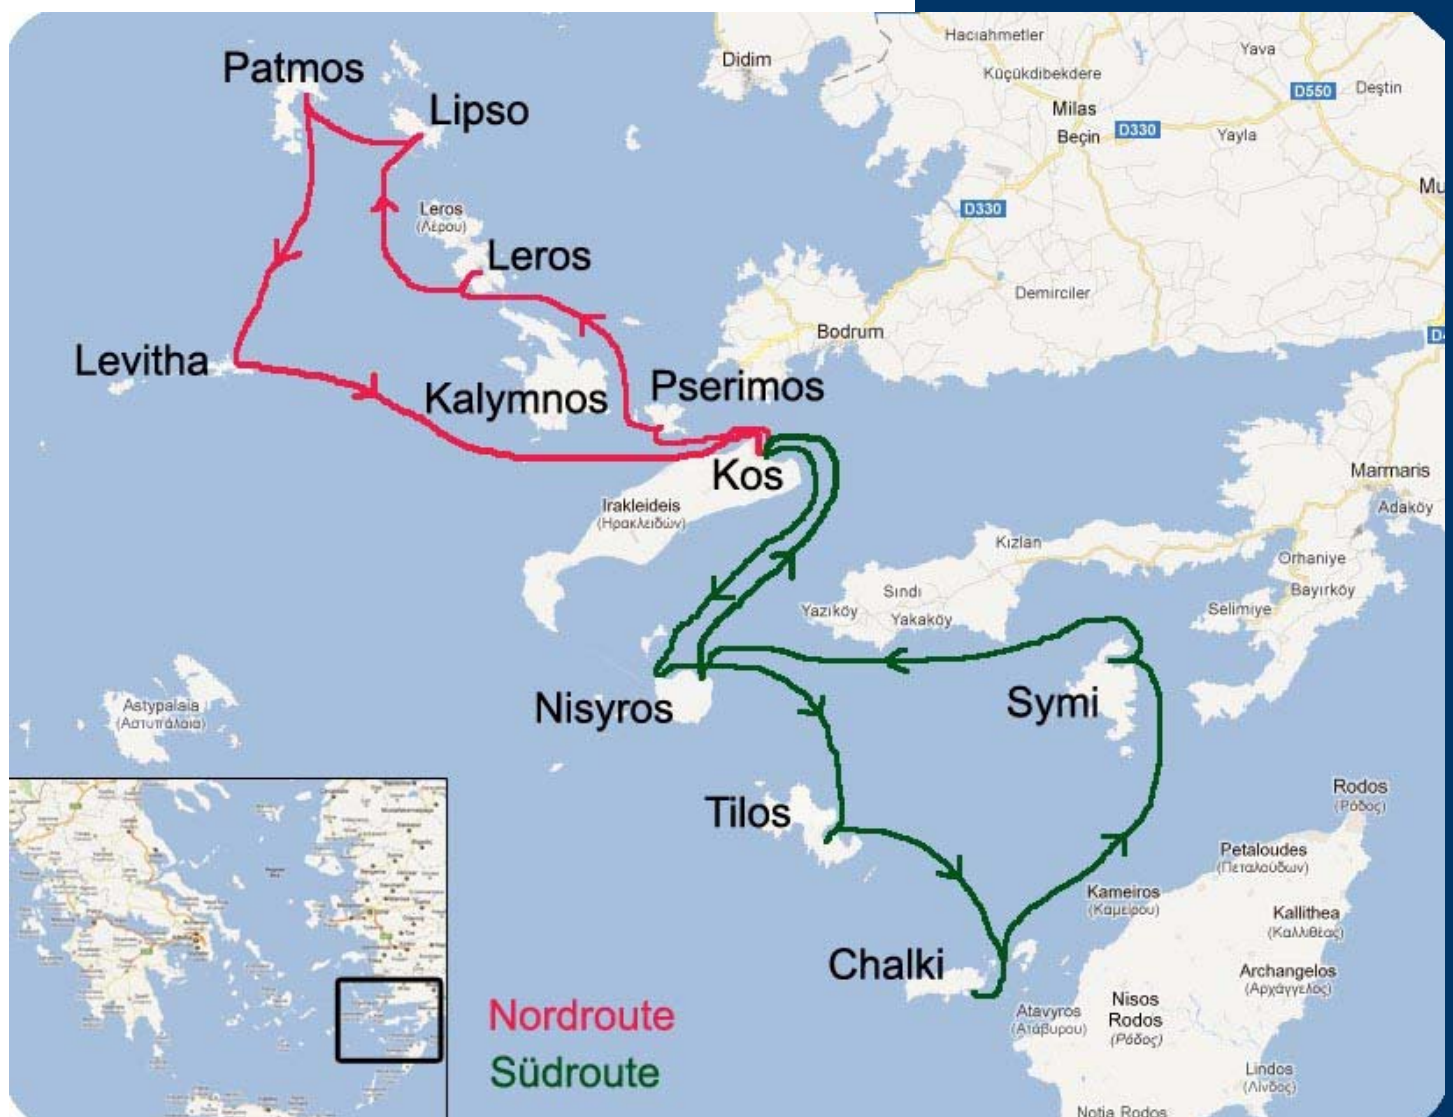 Patmos
Lipso
Leros
(Λέρου)
Leros
Levitha
Kalymnos
Pserimos
Kos
Irakleideis
(Ηρακλειδών)
Nisyros
Symi
Tilos
Chalki
Astypalaia
(Αστυπάλαια)
Didim
Hacıahmetler
Küçükdibekdere
Milas
Beçin
D330
Yava
D550
Deştin
Yayla
Mu
D330
Demirciler
Bodrum
Marmaris
Adaköy
Orhaniye
Bayırköy
Selimiye
Kızlan
Sındı
Yazıköy
Yakaköy
Rodos
(Ρόδος)
Petaloudes
(Πεταλούδων)
Kameiros
(Καμείρου)
Kallithea
(Καλλιθέας)
Archangelos
(Αρχάγγελος)
Atavyros
(Ατάβυρου)
Nisos
Rodos
(Ρόδος)
Lindos
(Λίνδος)
Notia Rodos
Nordroute
Südroute